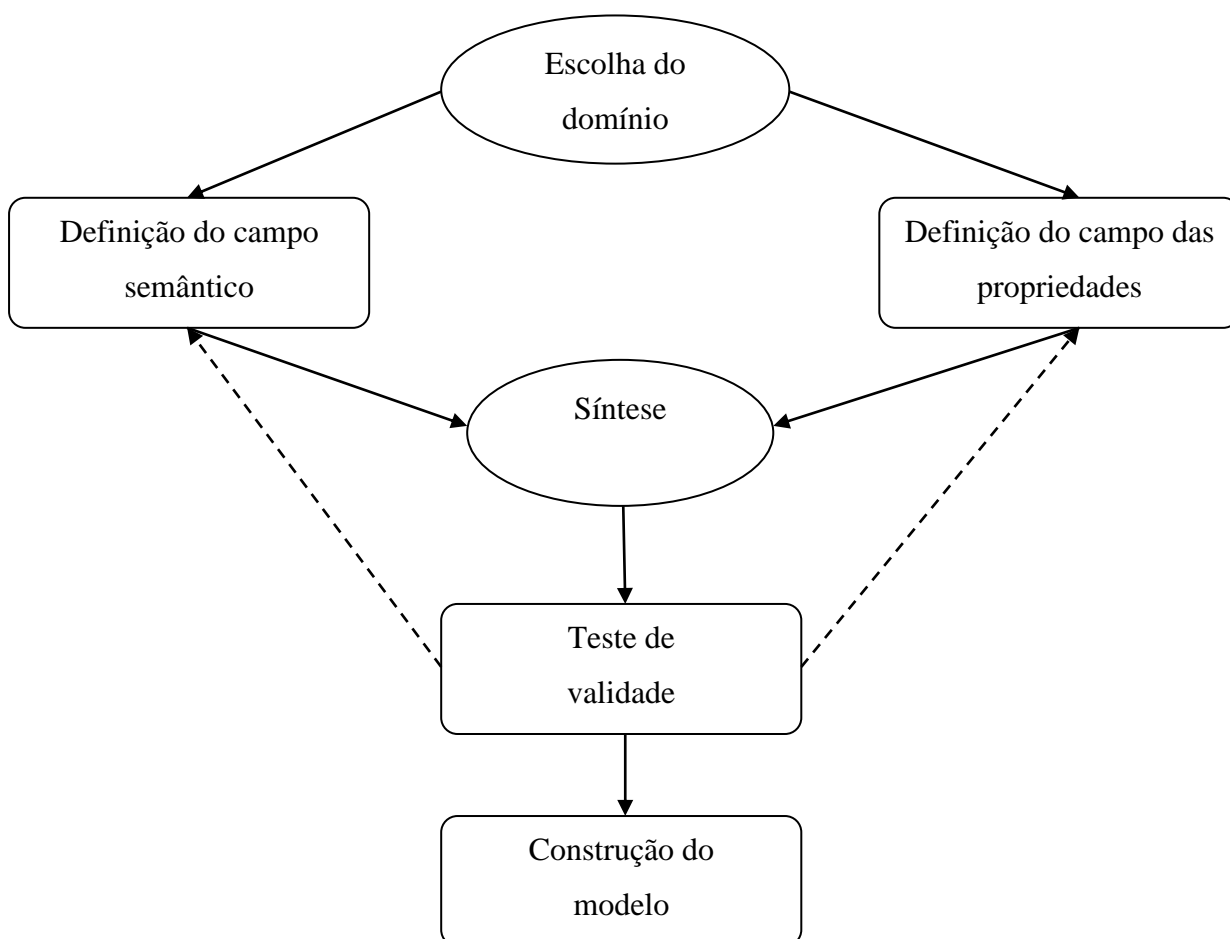 Escolha do
domínio
Definição do campo
semântico
Definição do campo das
propriedades
Síntese
Teste de
validade
Construção do
modelo